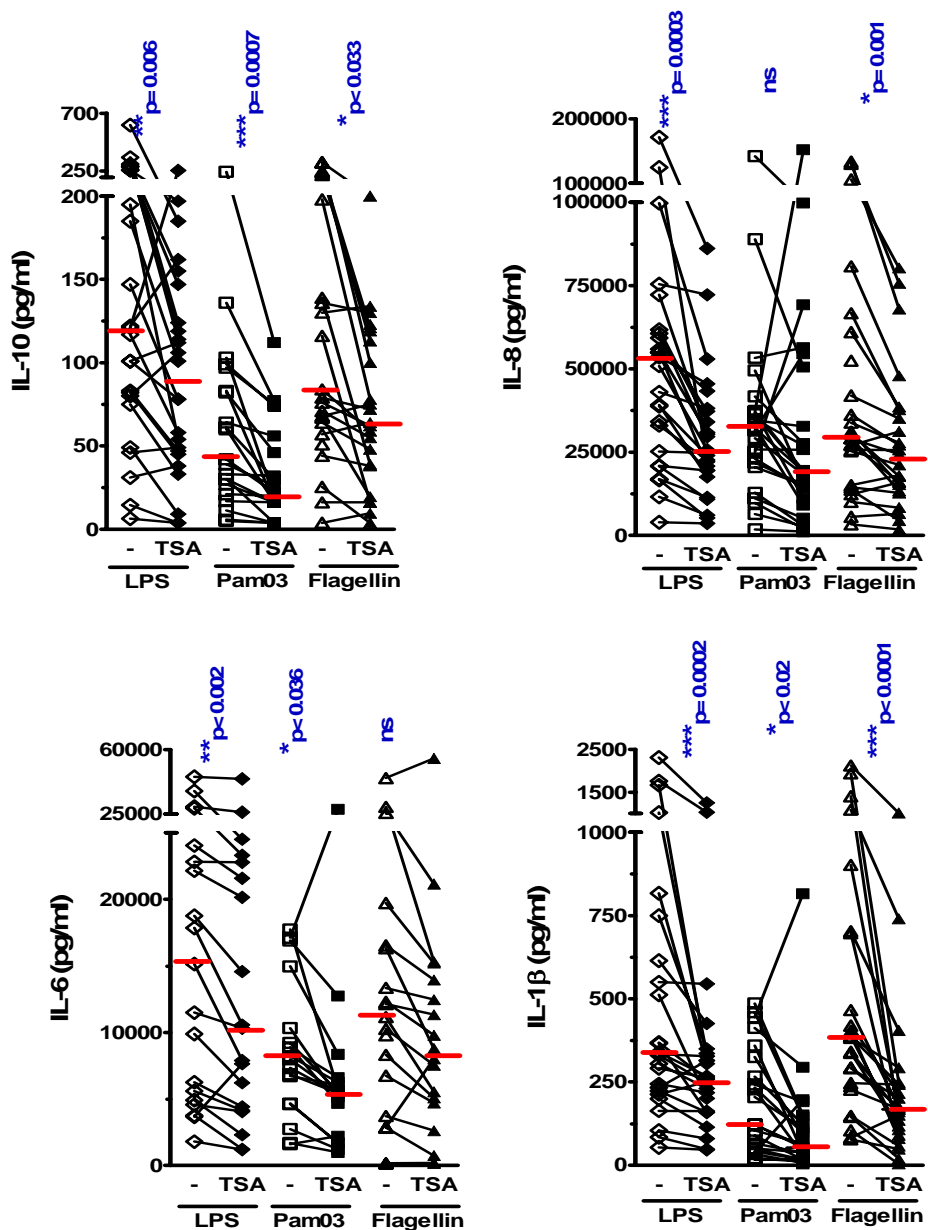 ** p=0.006
*** p=0.0007
* p<0.033
700
250
200
150
100
50
0
IL-10 (pg/ml)
- TSA - TSA - TSA
LPS Pam03 Flagellin
*** p=0.0003
ns
* p=0.001
200000
100000
100000
75000
50000
25000
0
IL-8 (pg/ml)
- TSA - TSA - TSA
LPS Pam03 Flagellin
** p<0.002
* p<0.036
ns
60000
25000
20000
10000
0
IL-6 (pg/ml)
- TSA - TSA - TSA
LPS Pam03 Flagellin
*** p=0.0002
* p<0.02
*** p<0.0001
2500
1500
1000
750
500
250
0
IL-1β (pg/ml)
- TSA - TSA - TSA
LPS Pam03 Flagellin